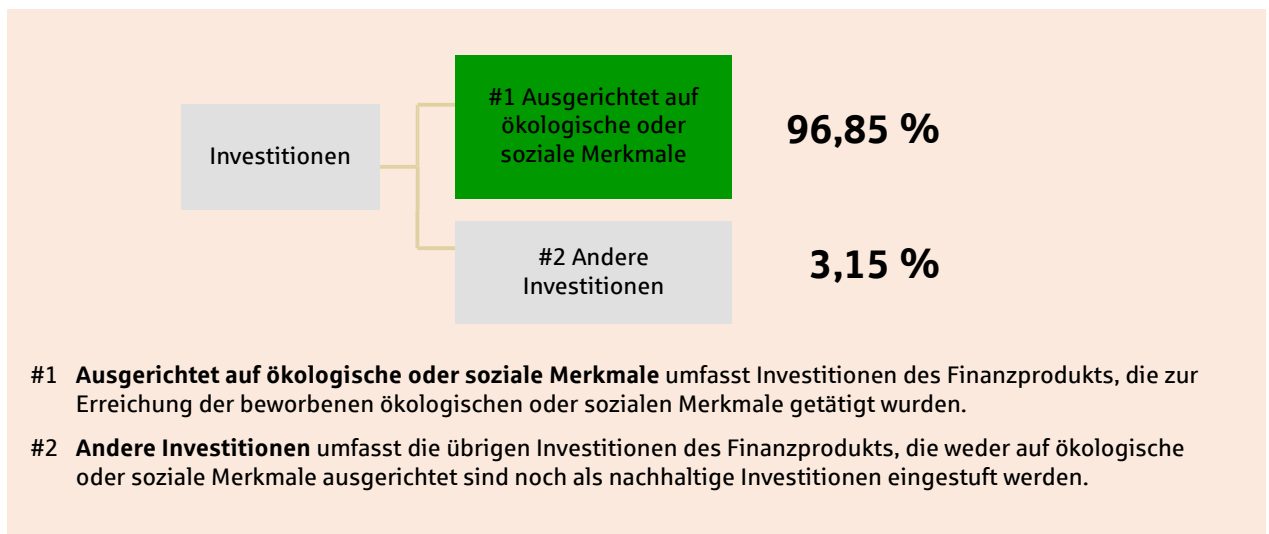 Investitionen
#1 Ausgerichtet auf
ökologische oder
soziale Merkmale
96,85 %
#2 Andere
Investitionen
3,15 %
#1 Ausgerichtet auf ökologische oder soziale Merkmale umfasst Investitionen des Finanzprodukts, die zur
Erreichung der beworbenen ökologischen oder sozialen Merkmale getätigt wurden.
#2 Andere Investitionen umfasst die übrigen Investitionen des Finanzprodukts, die weder auf ökologische
oder soziale Merkmale ausgerichtet sind noch als nachhaltige Investitionen eingestuft werden.